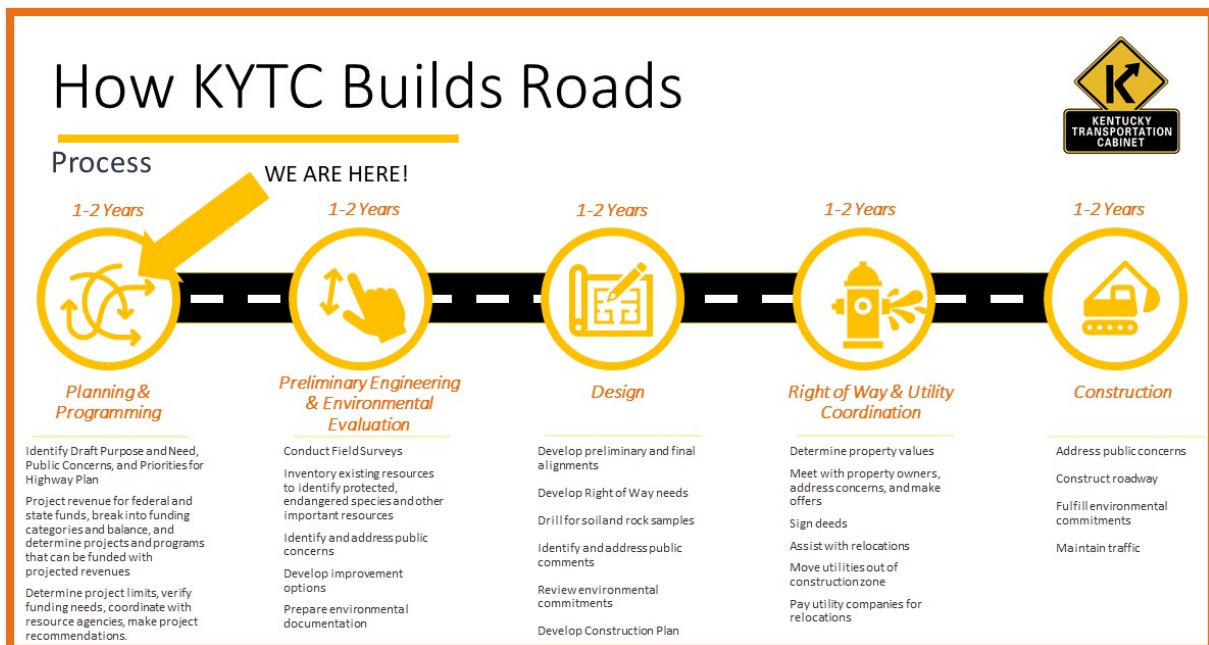 How KYTC Builds Roads
KENTUCKY
TRANSPORTATION
CABINET
Process
WE ARE HERE!
1-2 Years
1-2 Years
1-2 Years
1-2 Years
1-2 Years
Planning &
Programming
Identify Draft Purpose and Need,
Public Concerns, and Priorities for
Highway Plan
Project revenue for federal and
state funds, break into funding
categories and balance, and
determine projects and programs
that can be funded with
projected revenues
Determine project limits, verify
funding needs, coordinate with
resource agencies, make project
recommendations.
Preliminary Engineering
& Environmental
Evaluation
Conduct Field Surveys
Inventory existing resources
to identify protected,
endangered species and other
important resources
Identify and address public
concerns
Develop improvement
options
Prepare environmental
documentation
Design
Develop preliminary and final
alignments
Develop Right of Way needs
Drill for soil and rock samples
Identify and address public
comments
Review environmental
commitments
Develop Construction Plan
Right of Way & Utility
Coordination
Determine property values
Meet with property owners,
address concerns, and make
offers
Sign deeds
Assist with relocations
Move utilities out of
construction zone
Pay utility companies for
relocations
Construction
Address public concerns
Construct roadway
Fulfill environmental
commitments
Maintain traffic